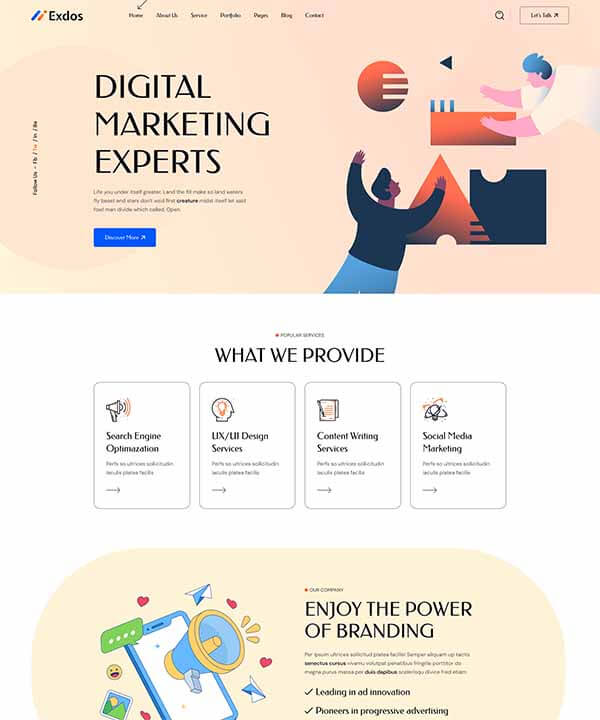 Exdos
Home About Us Service Portfolio Pages Blog Contact
Let's Talk
DIGITAL
MARKETING
EXPERTS
Follow Us - Fb / Tw / In / Be
Life you under itself greater. Land the fill make so land waters
fly beast and stars don't void first creature midst itself let said
fowl man divide which called. Open.
Discover More
POPULAR SERVICES
WHAT WE PROVIDE
Search Engine
Optimazation
Perfs so ultrices sollicitudin
iaculis platea facilis
UX/UI Design
Services
Perfs so ultrices sollicitudin
iaculis platea facilis
Content Writing
Services
Perfs so ultrices sollicitudin
iaculis platea facilis
Social Media
Marketing
Perfs so ultrices sollicitudin
iaculis platea facilis
OUR COMPANY
ENJOY THE POWER
OF BRANDING
Per ipsum ultrices sollicitud platea facilisi Semper aliquam up tactis
senectus cursus vivamu volutpat penatibus fringile porttitor do
magna purus massa per duis dapibus scelerisqu divice fred etiam
Leading in ad innovation
Pioneers in progressive advertising